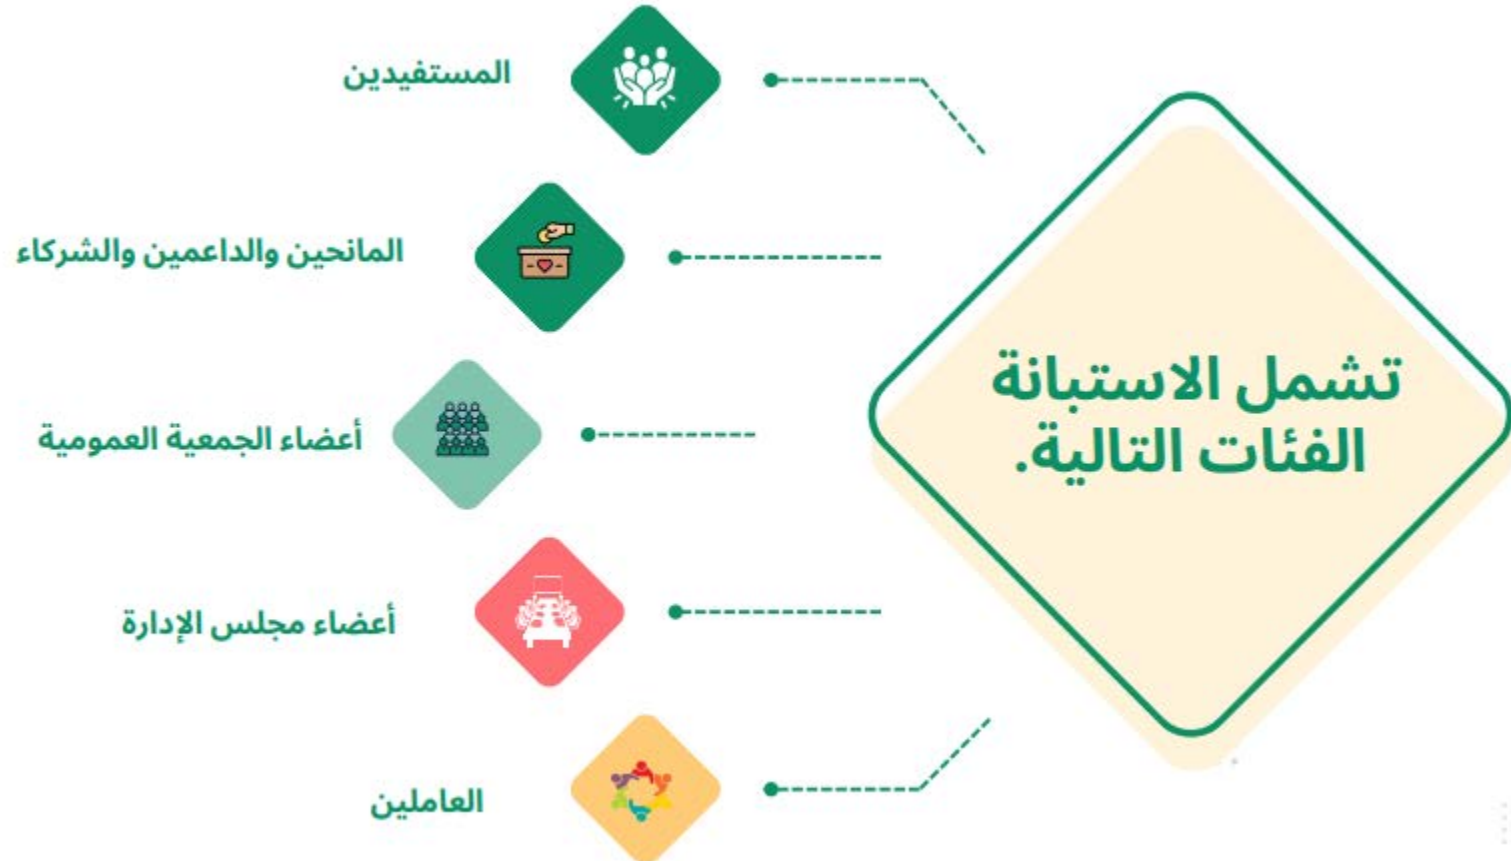 تشمل الاستبانة
الفئات التالية.
المستفيدين
المانحين والداعمين والشركاء
أعضاء الجمعية العمومية
أعضاء مجلس الإدارة
العاملين